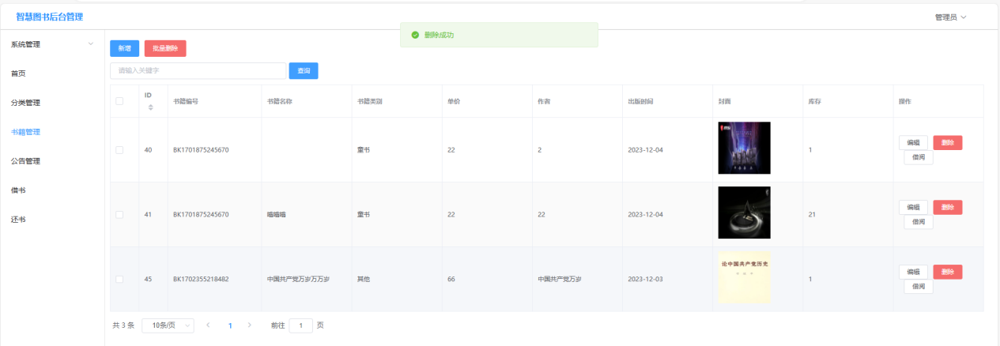 智慧图书后台管理
管理员
删除成功
系统管理
首页
分类管理
书籍管理
公告管理
借书
还书
新增 批量删除
请输入关键字 查询
ID 书籍编号 书籍名称 书籍类别 单价 作者 出版时间 封面 库存 操作
40 BK1701875245670 童书 22 2 2023-12-04 1 编辑 删除
借阅
41 BK1701875245670 嘻嘻嘻 童书 22 22 2023-12-04 21 编辑 删除
借阅
论中国共产党历史
45 BK1702355218482 中国共产党万岁万万岁 其他 66 中国共产党万岁 2023-12-03 1 编辑 删除
借阅
共 3 条 10条/页 1 前往 1 页